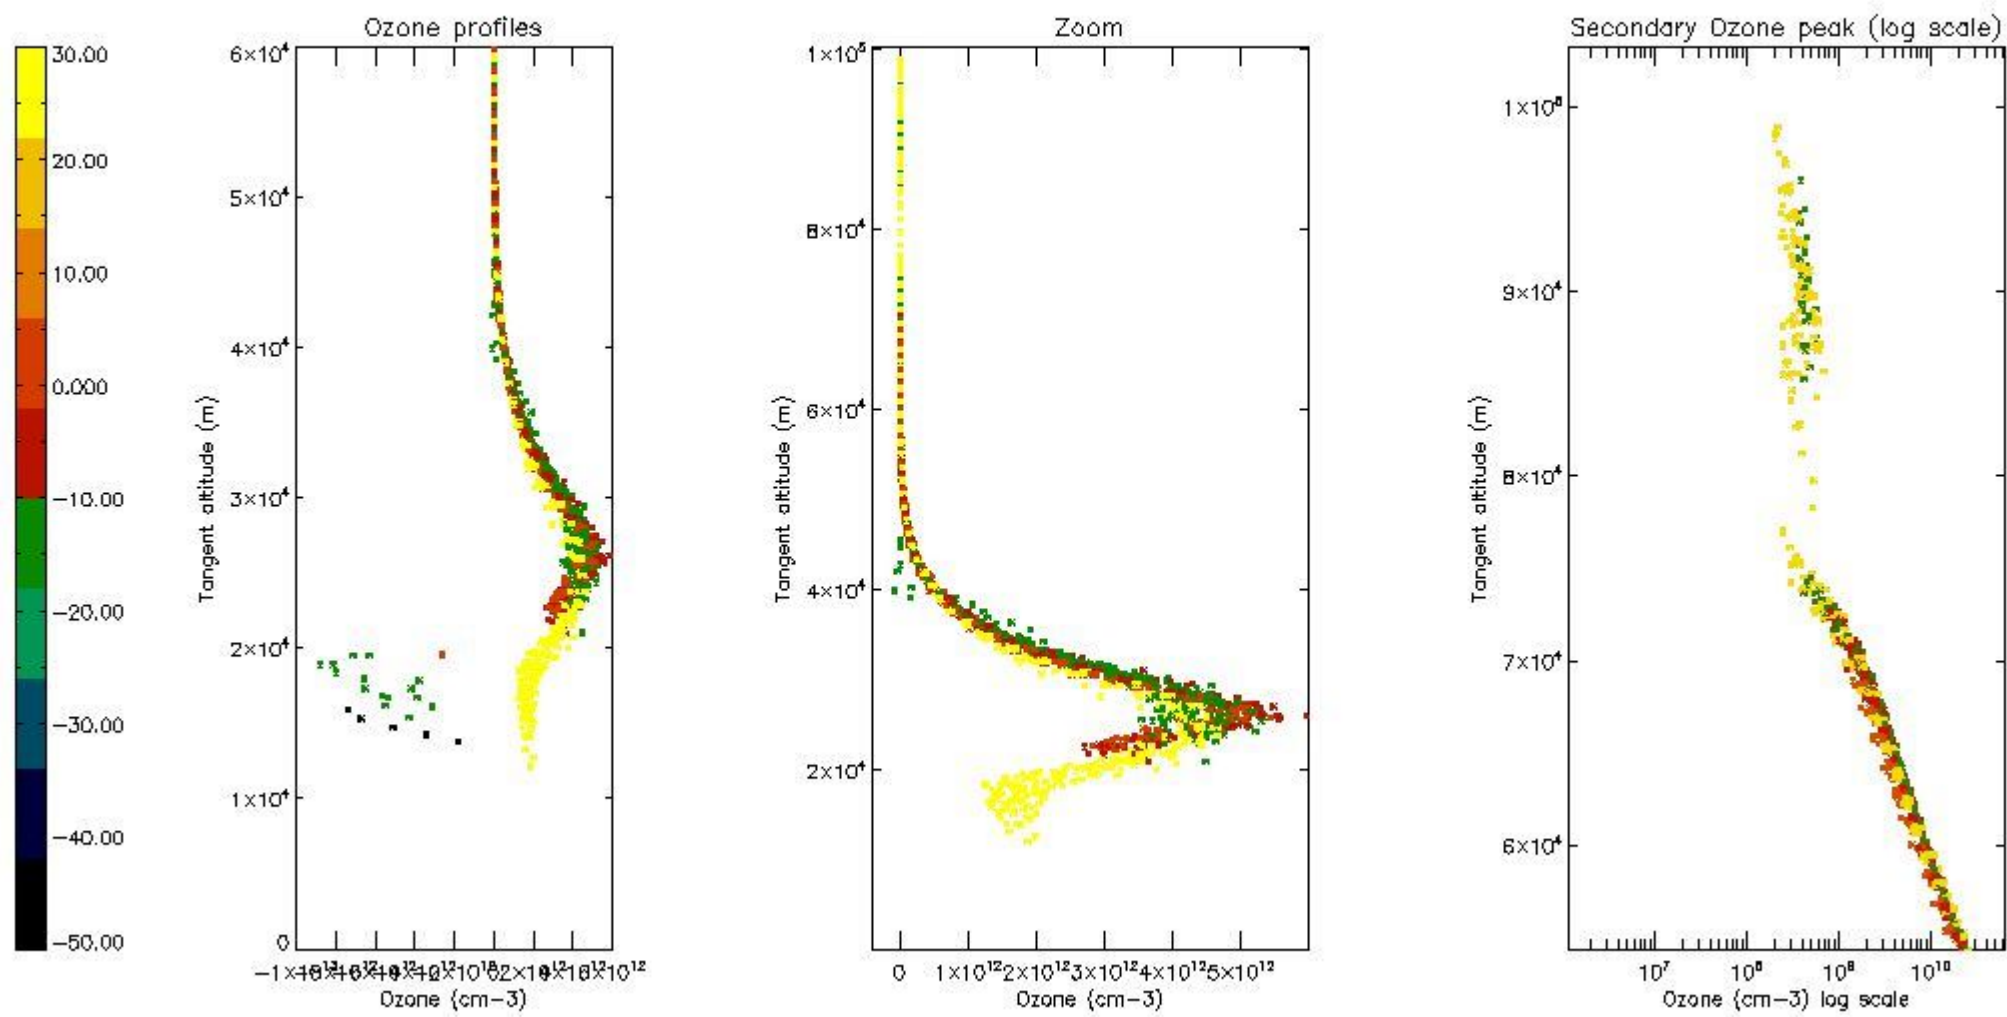 Ozone profiles
Zoom
Secondary Ozone peak (log scale)
30.00
20.00
10.00
0.000
−10.00
−20.00
−30.00
−40.00
−50.00
6×10⁴
5×10⁴
4×10⁴
3×10⁴
2×10⁴
1×10⁴
0
Tangent altitude (m)
Ozone (cm−3)
1×10⁵
8×10⁴
6×10⁴
4×10⁴
2×10⁴
Tangent altitude (m)
0 1×10¹² 2×10¹² 3×10¹² 4×10¹² 5×10¹²
Ozone (cm−3)
9×10⁴
8×10⁴
7×10⁴
6×10⁴
Tangent altitude (m)
10⁷ 10⁸ 10⁹ 10¹⁰
Ozone (cm−3) log scale